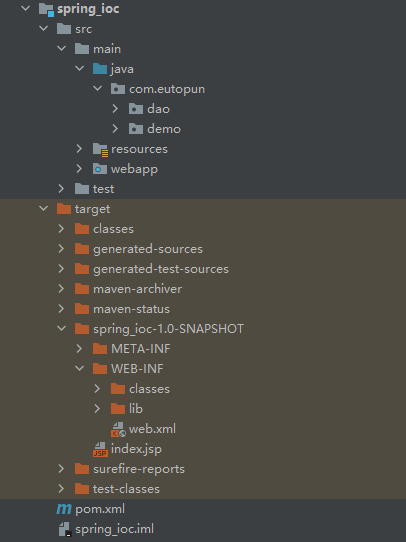 spring_ioc
src
main
java
com.eutopun
dao
demo
resources
webapp
test
target
classes
generated-sources
generated-test-sources
maven-archiver
maven-status
spring_ioc-1.0-SNAPSHOT
META-INF
WEB-INF
classes
lib
web.xml
JSP index.jsp
surefire-reports
test-classes
m pom.xml
spring_ioc.iml